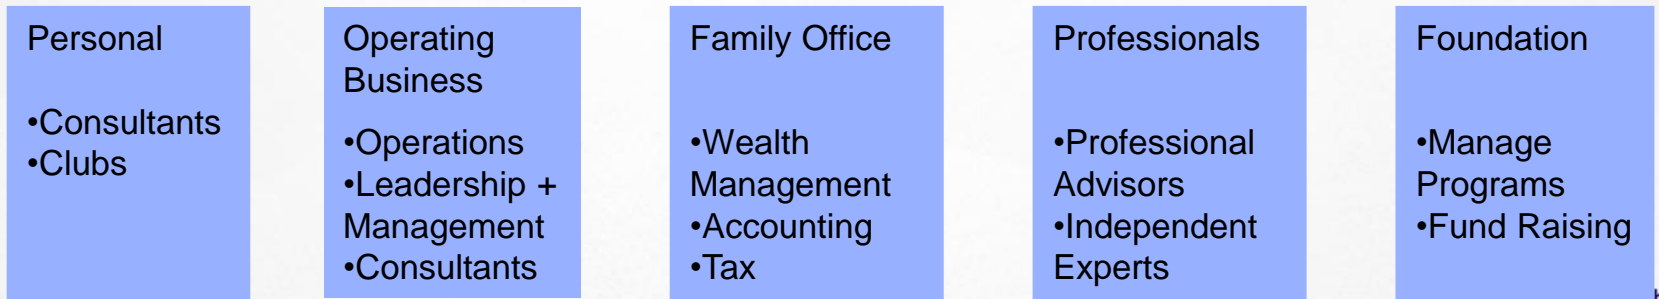 Personal
•Consultants
•Clubs
Operating
Business
•Operations
•Leadership +
Management
•Consultants
Family Office
•Wealth
Management
•Accounting
•Tax
Professionals
•Professional
Advisors
•Independent
Experts
Foundation
•Manage
Programs
•Fund Raising